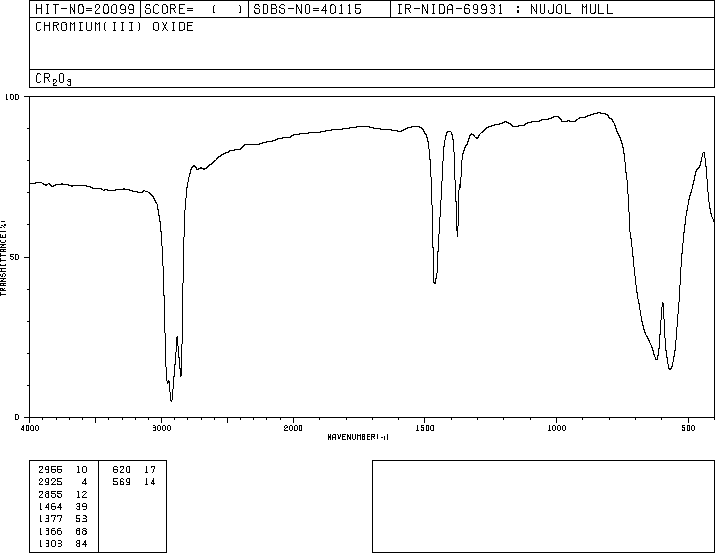 HIT-NO=20099 SCORE= ( ) SDBS-NO=40115 IR-NIDA-69931 : NUJOL MULL
CHROMIUM(III) OXIDE
CR2O3
100
50
0
TRANSMITTANCE(%)
4000 3000 2000 1500 1000 500
WAVENUMBER(-1)
2966 10 620 17
2925 4 569 14
2855 12
1464 39
1377 53
1366 66
1303 84